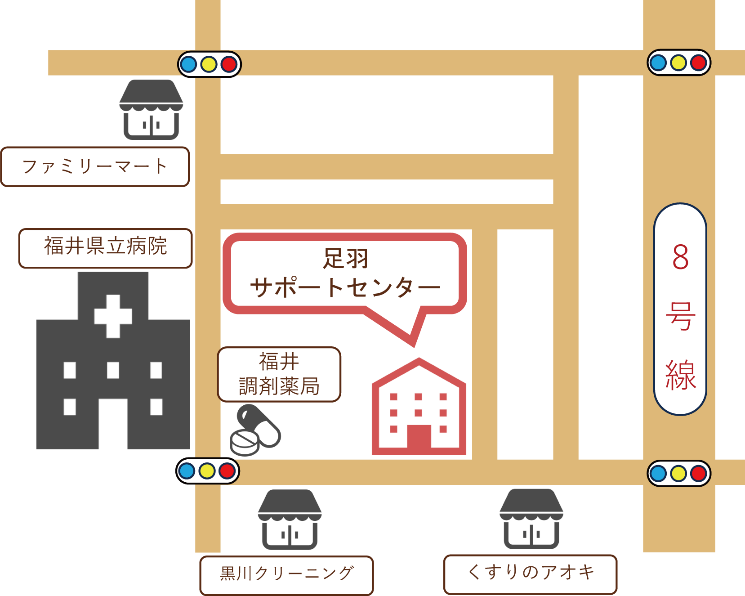 ファミリーマート
福井県立病院
足羽
サポートセンター
8
号
線
福井
調剤薬局
黒川クリーニング
くすりのアオキ